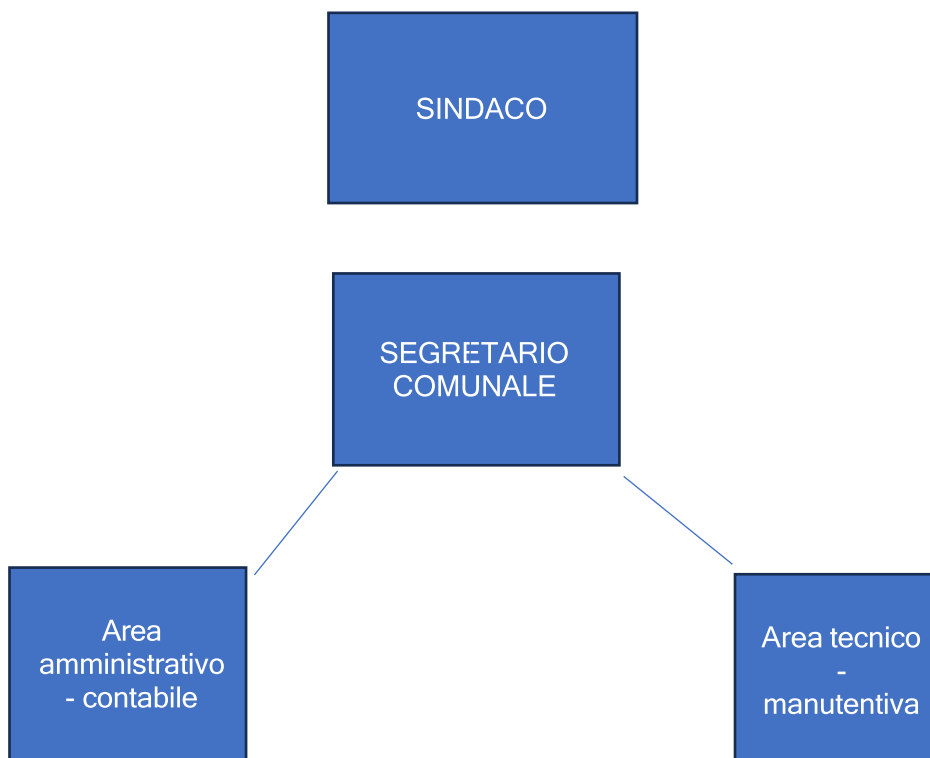 SINDACO
SEGRETARIO
COMUNALE
Area
amministrativo
- contabile
Area tecnico
-
manutentiva